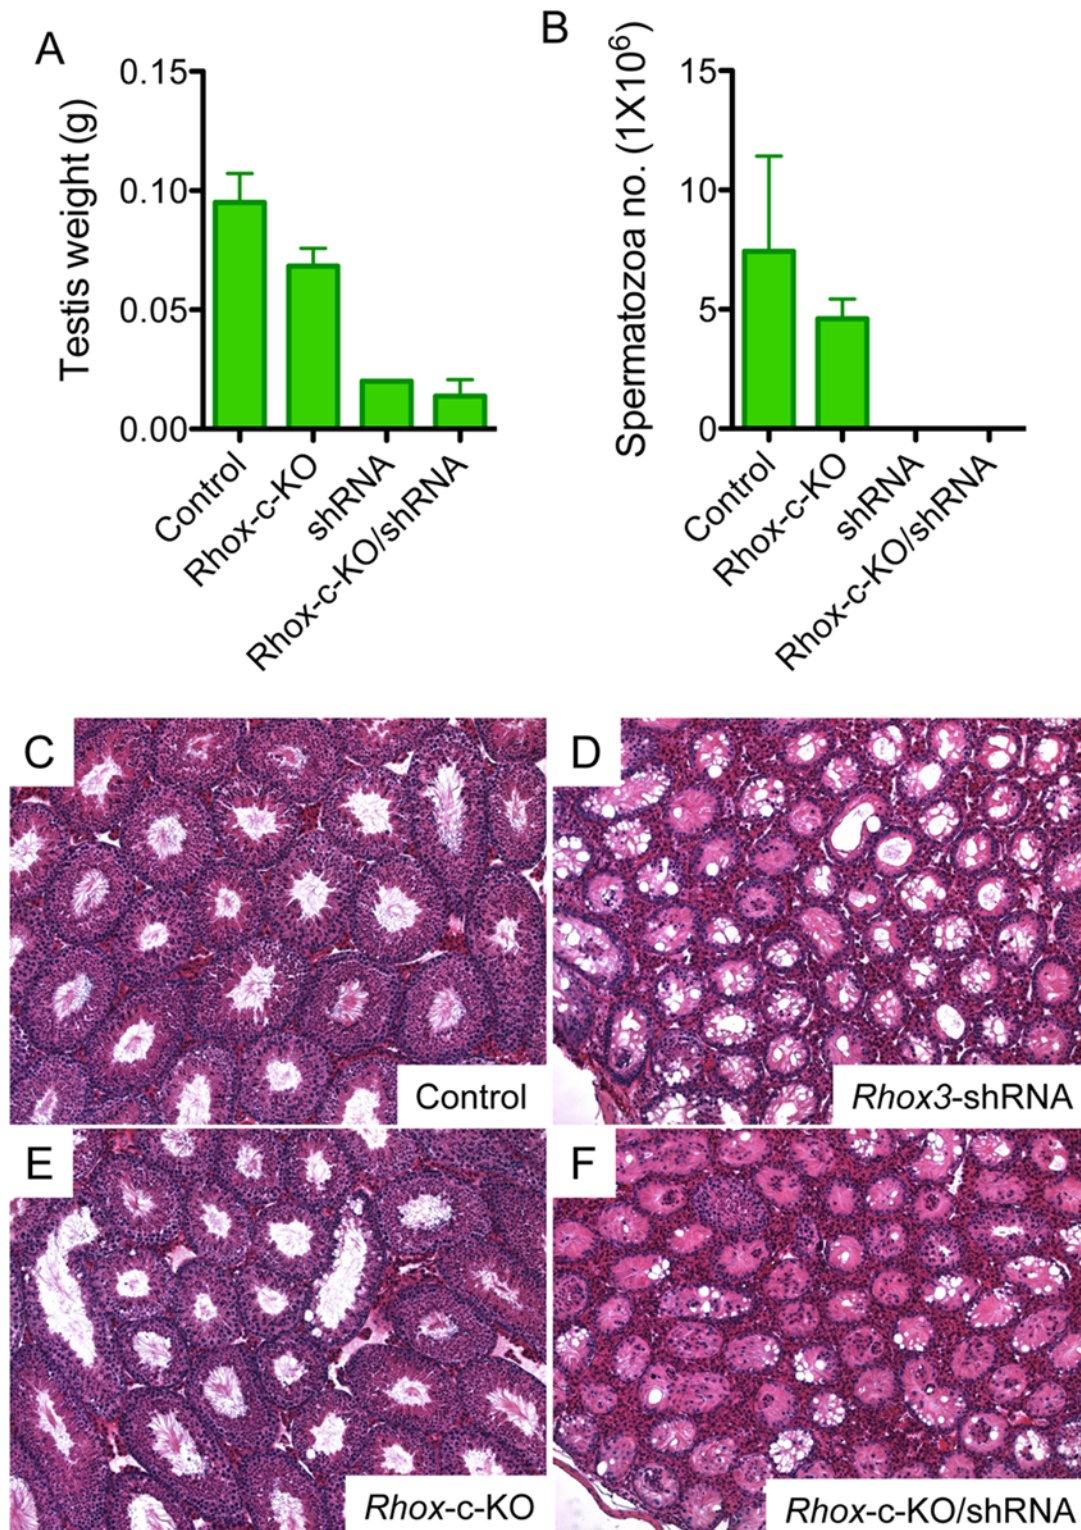 A
Testis weight (g)
0.15
0.10
0.05
0.00
Control
Rhox-c-KO
shRNA
Rhox-c-KO/shRNA
B
Spermatozoa no. (1X10⁶)
15
10
5
0
Control
Rhox-c-KO
shRNA
Rhox-c-KO/shRNA
C
Control
D
Rhox3-shRNA
E
Rhox-c-KO
F
Rhox-c-KO/shRNA